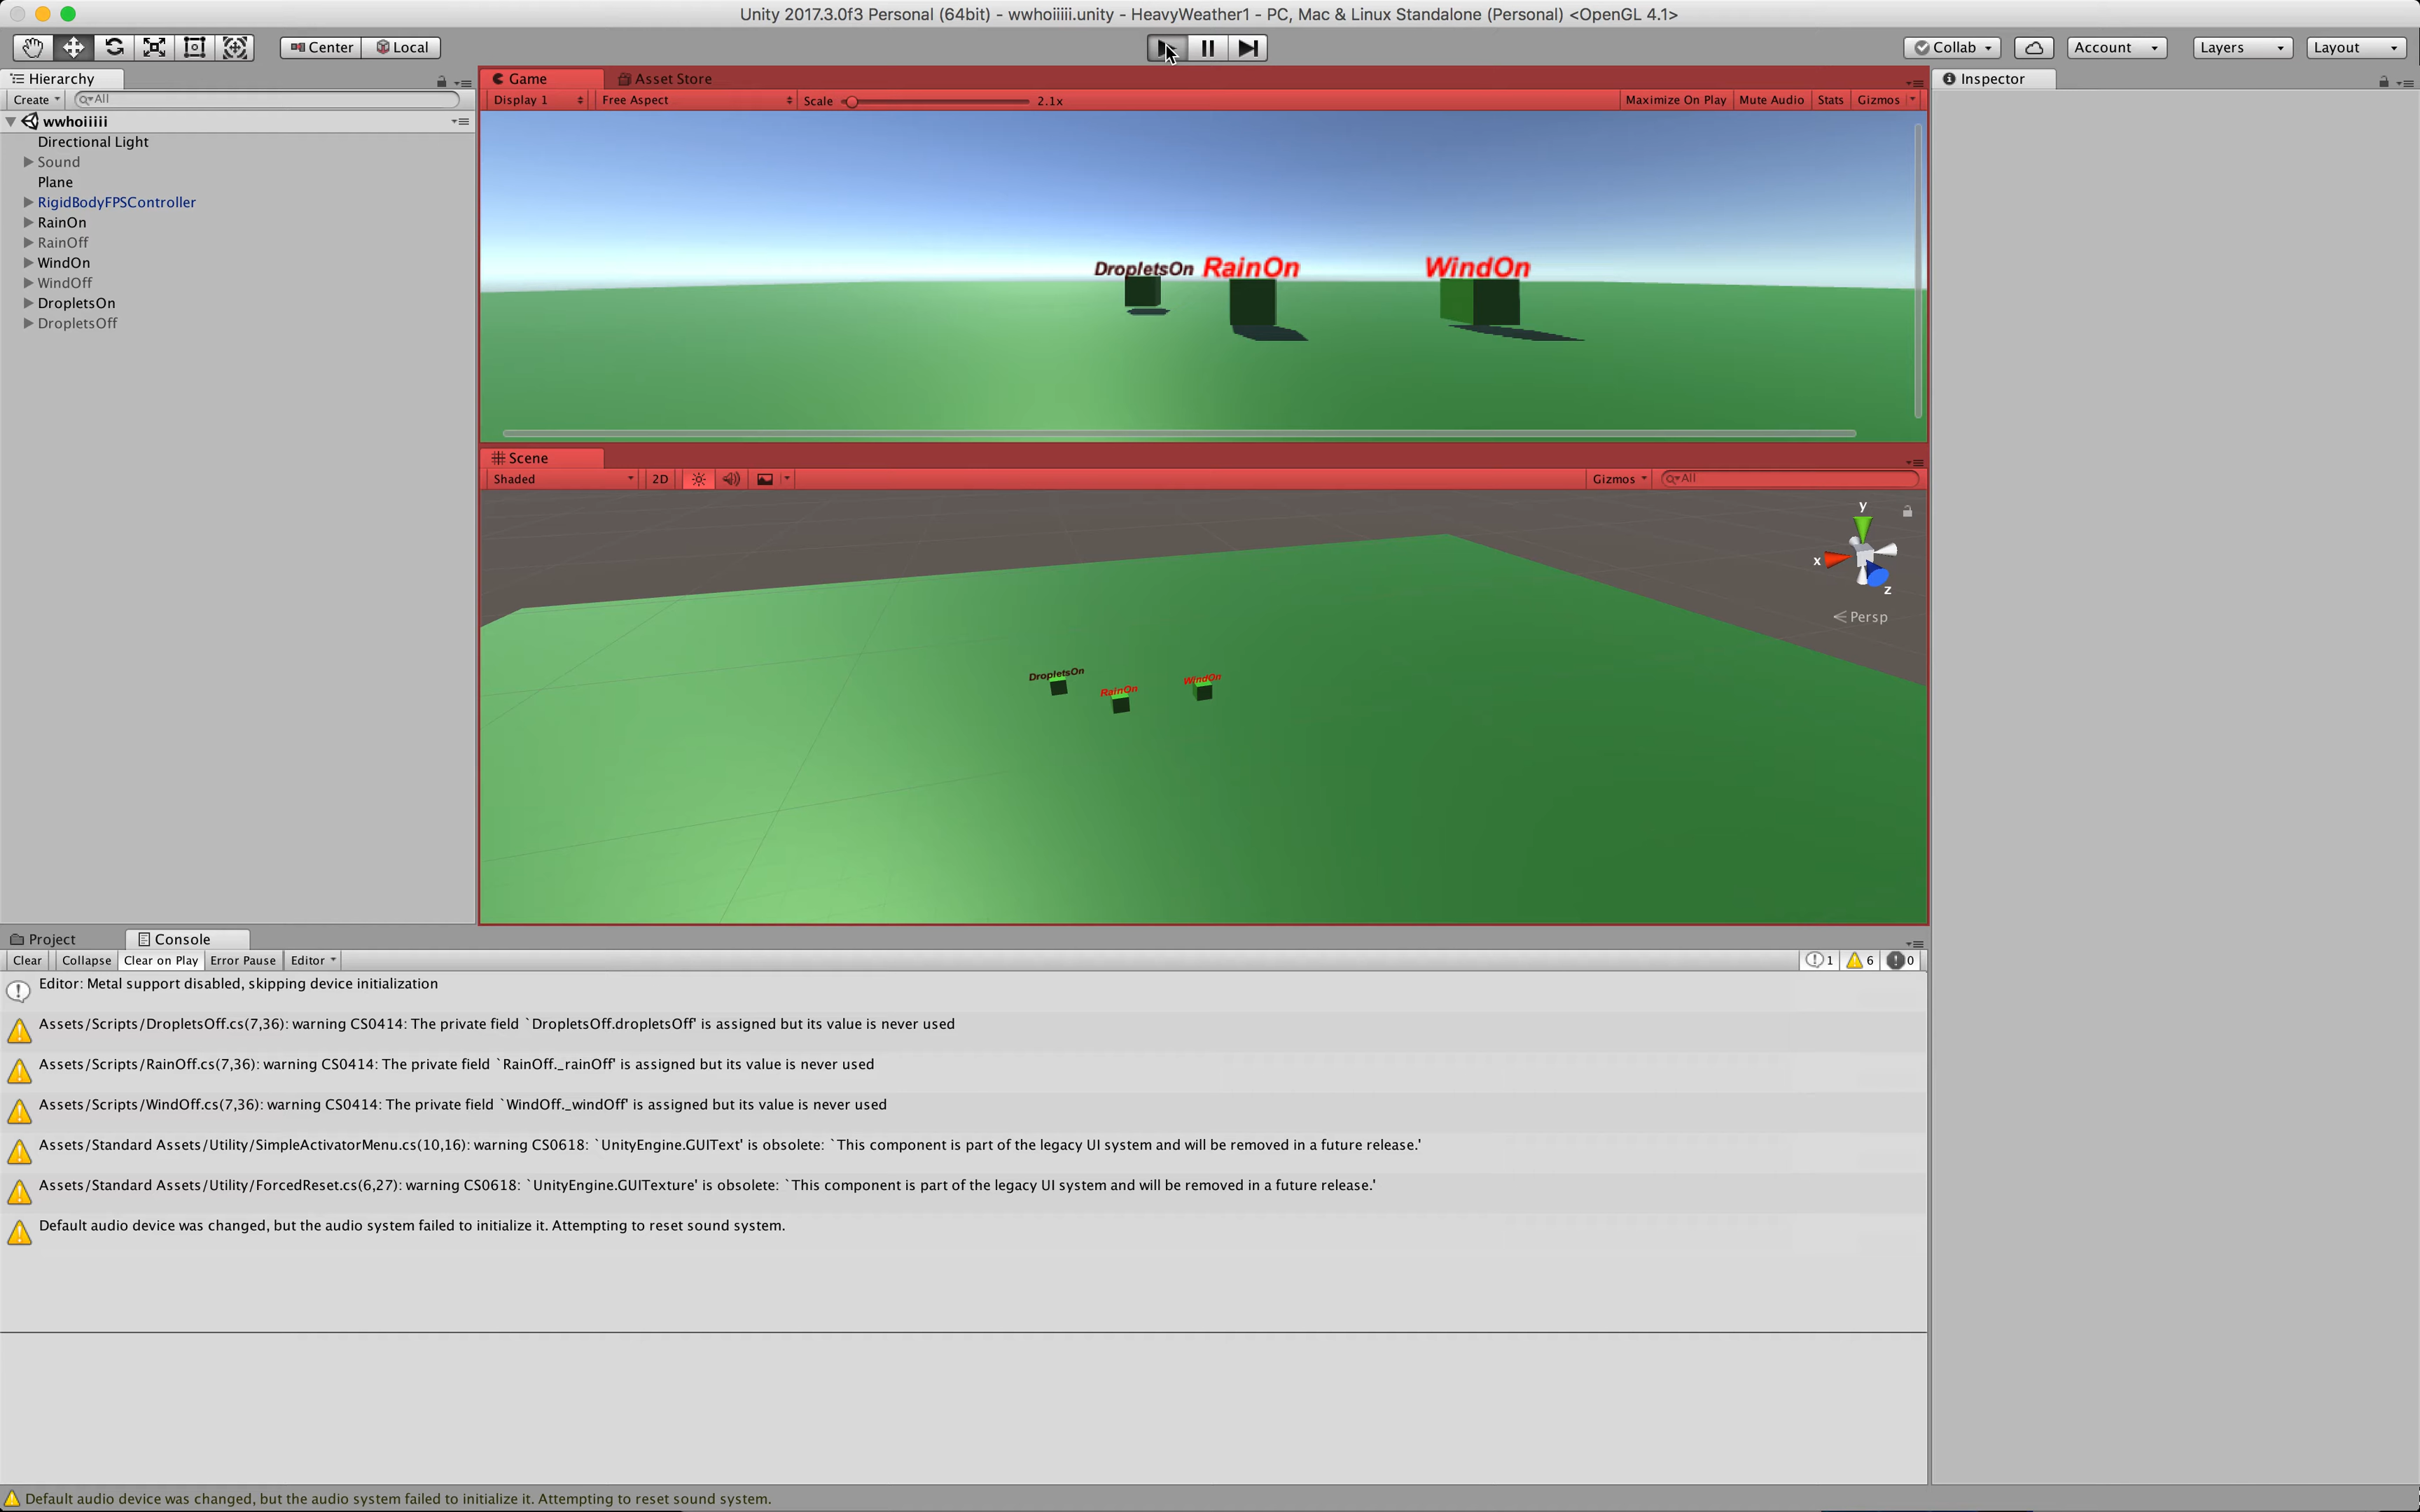 Unity 2017.3.0f3 Personal (64bit) - wwhoiiiii.unity - HeavyWeather1 - PC, Mac & Linux Standalone (Personal) <OpenGL 4.1>
Center Local Collab Account Layers Layout
Hierarchy
Create All
wwhoiiiii
Directional Light
Sound
Plane
RigidBodyFPSController
RainOn
RainOff
WindOn
WindOff
DropletsOn
DropletsOff
Game Asset Store
Display 1 Free Aspect Scale 2.1x Maximize On Play Mute Audio Stats Gizmos
DropletsOn RainOn WindOn
Scene
Shaded 2D Gizmos All
y
x
z
Persp
DropletsOn
RainOn
WindOn
Inspector
Project Console
Clear Collapse Clear on Play Error Pause Editor 1 6 0
Editor: Metal support disabled, skipping device initialization
Assets/Scripts/DropletsOff.cs(7,36): warning CS0414: The private field `DropletsOff.dropletsOff' is assigned but its value is never used
Assets/Scripts/RainOff.cs(7,36): warning CS0414: The private field `RainOff._rainOff' is assigned but its value is never used
Assets/Scripts/WindOff.cs(7,36): warning CS0414: The private field `WindOff._windOff' is assigned but its value is never used
Assets/Standard Assets/Utility/SimpleActivatorMenu.cs(10,16): warning CS0618: `UnityEngine.GUIText' is obsolete: `This component is part of the legacy UI system and will be removed in a future release.'
Assets/Standard Assets/Utility/ForcedReset.cs(6,27): warning CS0618: `UnityEngine.GUITexture' is obsolete: `This component is part of the legacy UI system and will be removed in a future release.'
Default audio device was changed, but the audio system failed to initialize it. Attempting to reset sound system.
Default audio device was changed, but the audio system failed to initialize it. Attempting to reset sound system.